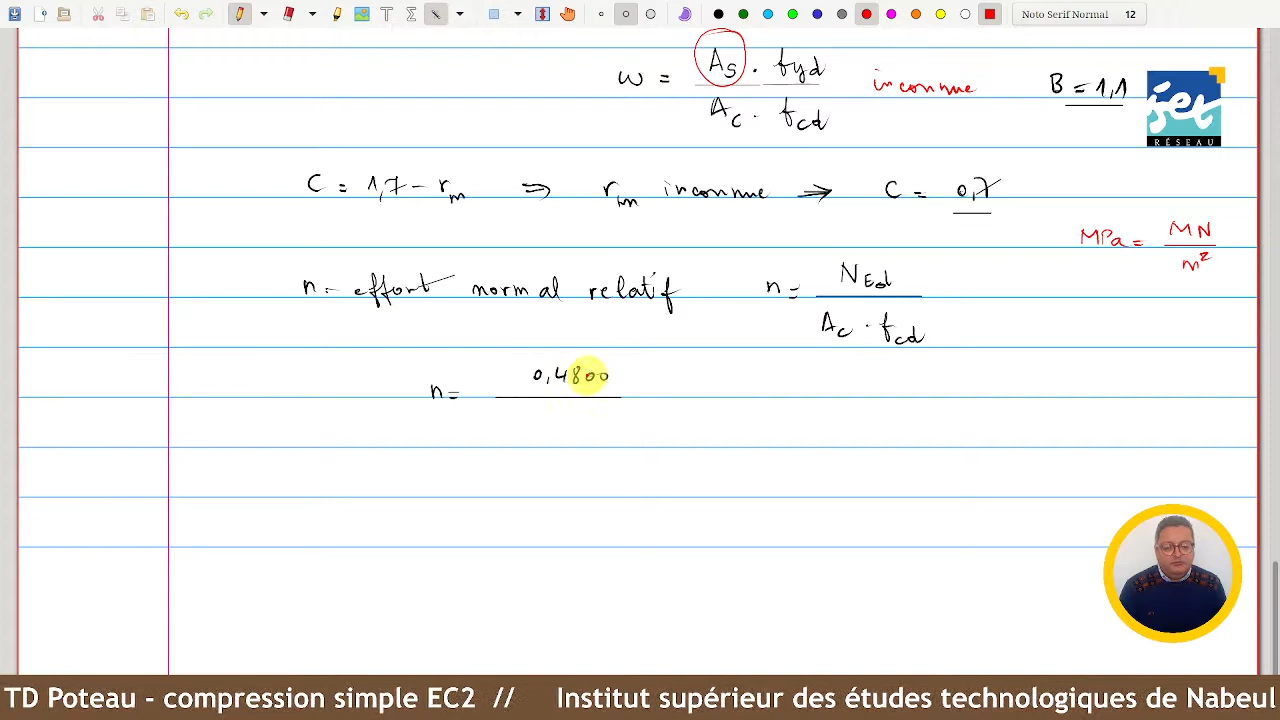 Noto Serif Normal 12
ω = As · fyd / Ac · fcd inconnue B = 1,1
iset
RÉSEAU
C = 1,7 - rm ⇒ rm inconnue ⇒ C = 0,7
MPa = MN / m²
n = effort normal relatif n = NEd / Ac · fcd
n = 0,4800
TD Poteau - compression simple EC2 // Institut supérieur des études technologiques de Nabeul